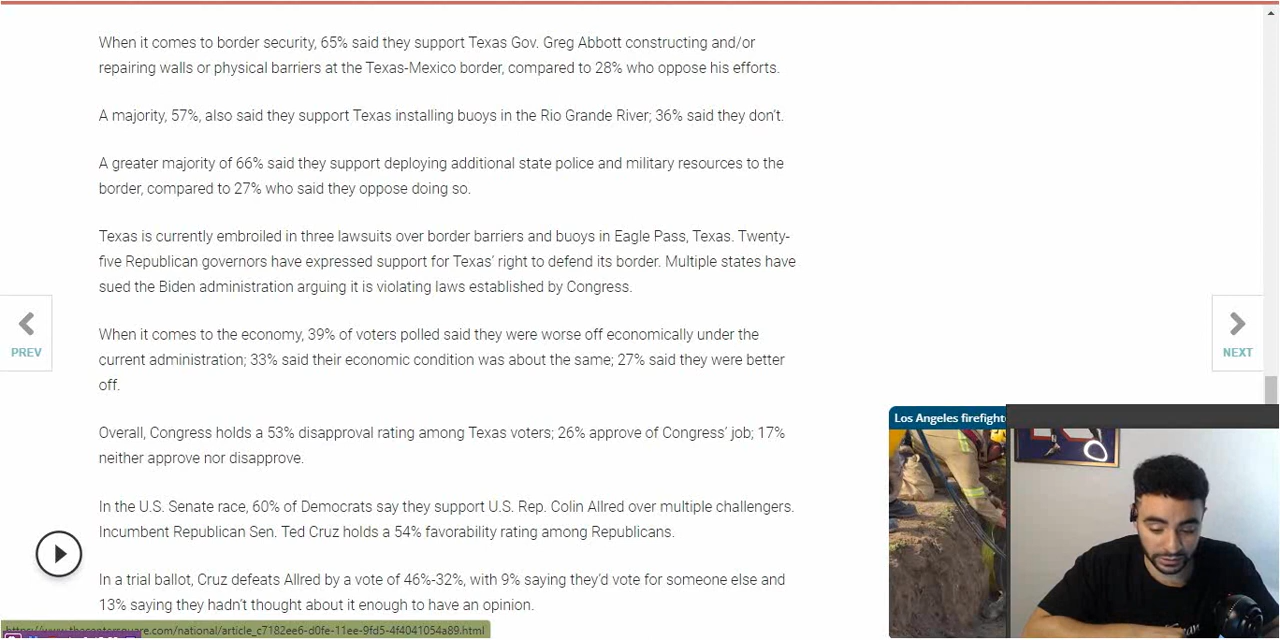 When it comes to border security, 65% said they support Texas Gov. Greg Abbott constructing and/or
repairing walls or physical barriers at the Texas-Mexico border, compared to 28% who oppose his efforts.
A majority, 57%, also said they support Texas installing buoys in the Rio Grande River; 36% said they don't.
A greater majority of 66% said they support deploying additional state police and military resources to the
border, compared to 27% who said they oppose doing so.
Texas is currently embroiled in three lawsuits over border barriers and buoys in Eagle Pass, Texas. Twenty-
five Republican governors have expressed support for Texas' right to defend its border. Multiple states have
sued the Biden administration arguing it is violating laws established by Congress.
PREV
NEXT
When it comes to the economy, 39% of voters polled said they were worse off economically under the
current administration; 33% said their economic condition was about the same; 27% said they were better
off.
Los Angeles firefight
Overall, Congress holds a 53% disapproval rating among Texas voters; 26% approve of Congress' job; 17%
neither approve nor disapprove.
In the U.S. Senate race, 60% of Democrats say they support U.S. Rep. Colin Allred over multiple challengers.
Incumbent Republican Sen. Ted Cruz holds a 54% favorability rating among Republicans.
In a trial ballot, Cruz defeats Allred by a vote of 46%-32%, with 9% saying they'd vote for someone else and
13% saying they hadn't thought about it enough to have an opinion.
https://www.thecentersquare.com/national/article_c7182ee6-d0fe-11ee-9fd5-4f4041054a89.html